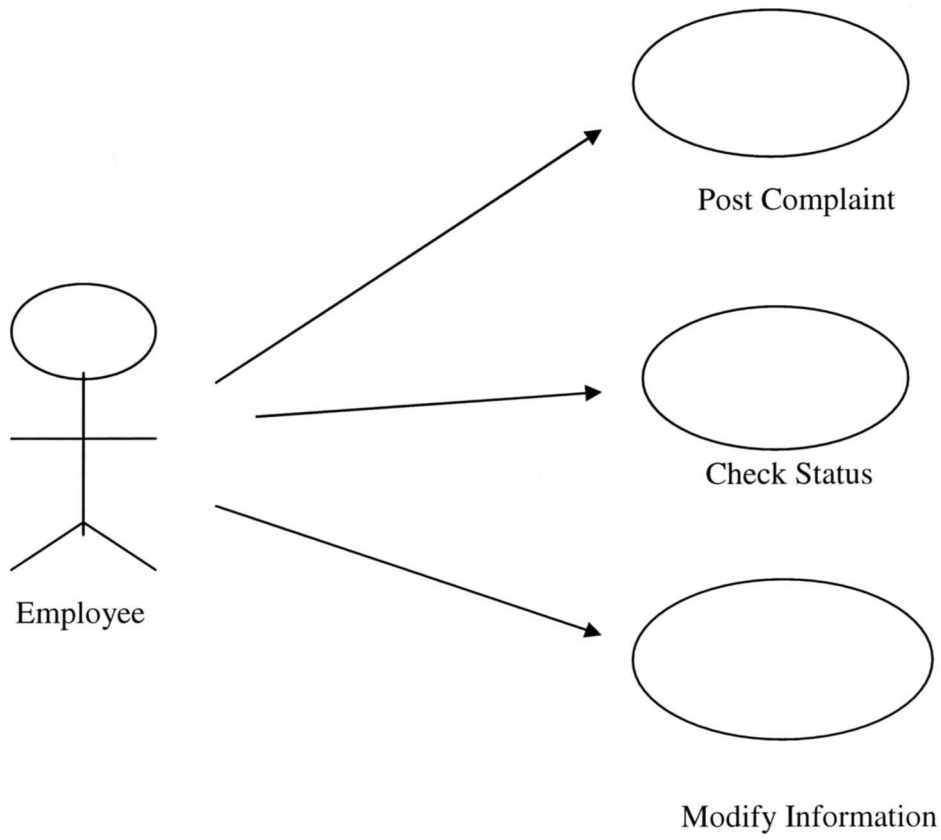 Post Complaint
Check Status
Employee
Modify Information